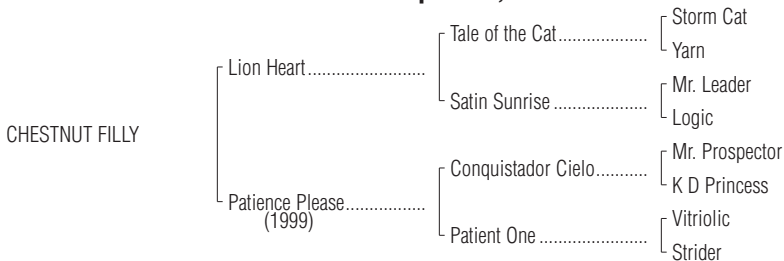 Storm Cat
Tale of the Cat....................
Yarn
Lion Heart..........................
Mr. Leader
Satin Sunrise .....................
Logic
CHESTNUT FILLY
Mr. Prospector
Conquistador Cielo...........
K D Princess
Patience Please..................
(1999)
Vitriolic
Patient One ........................
Strider